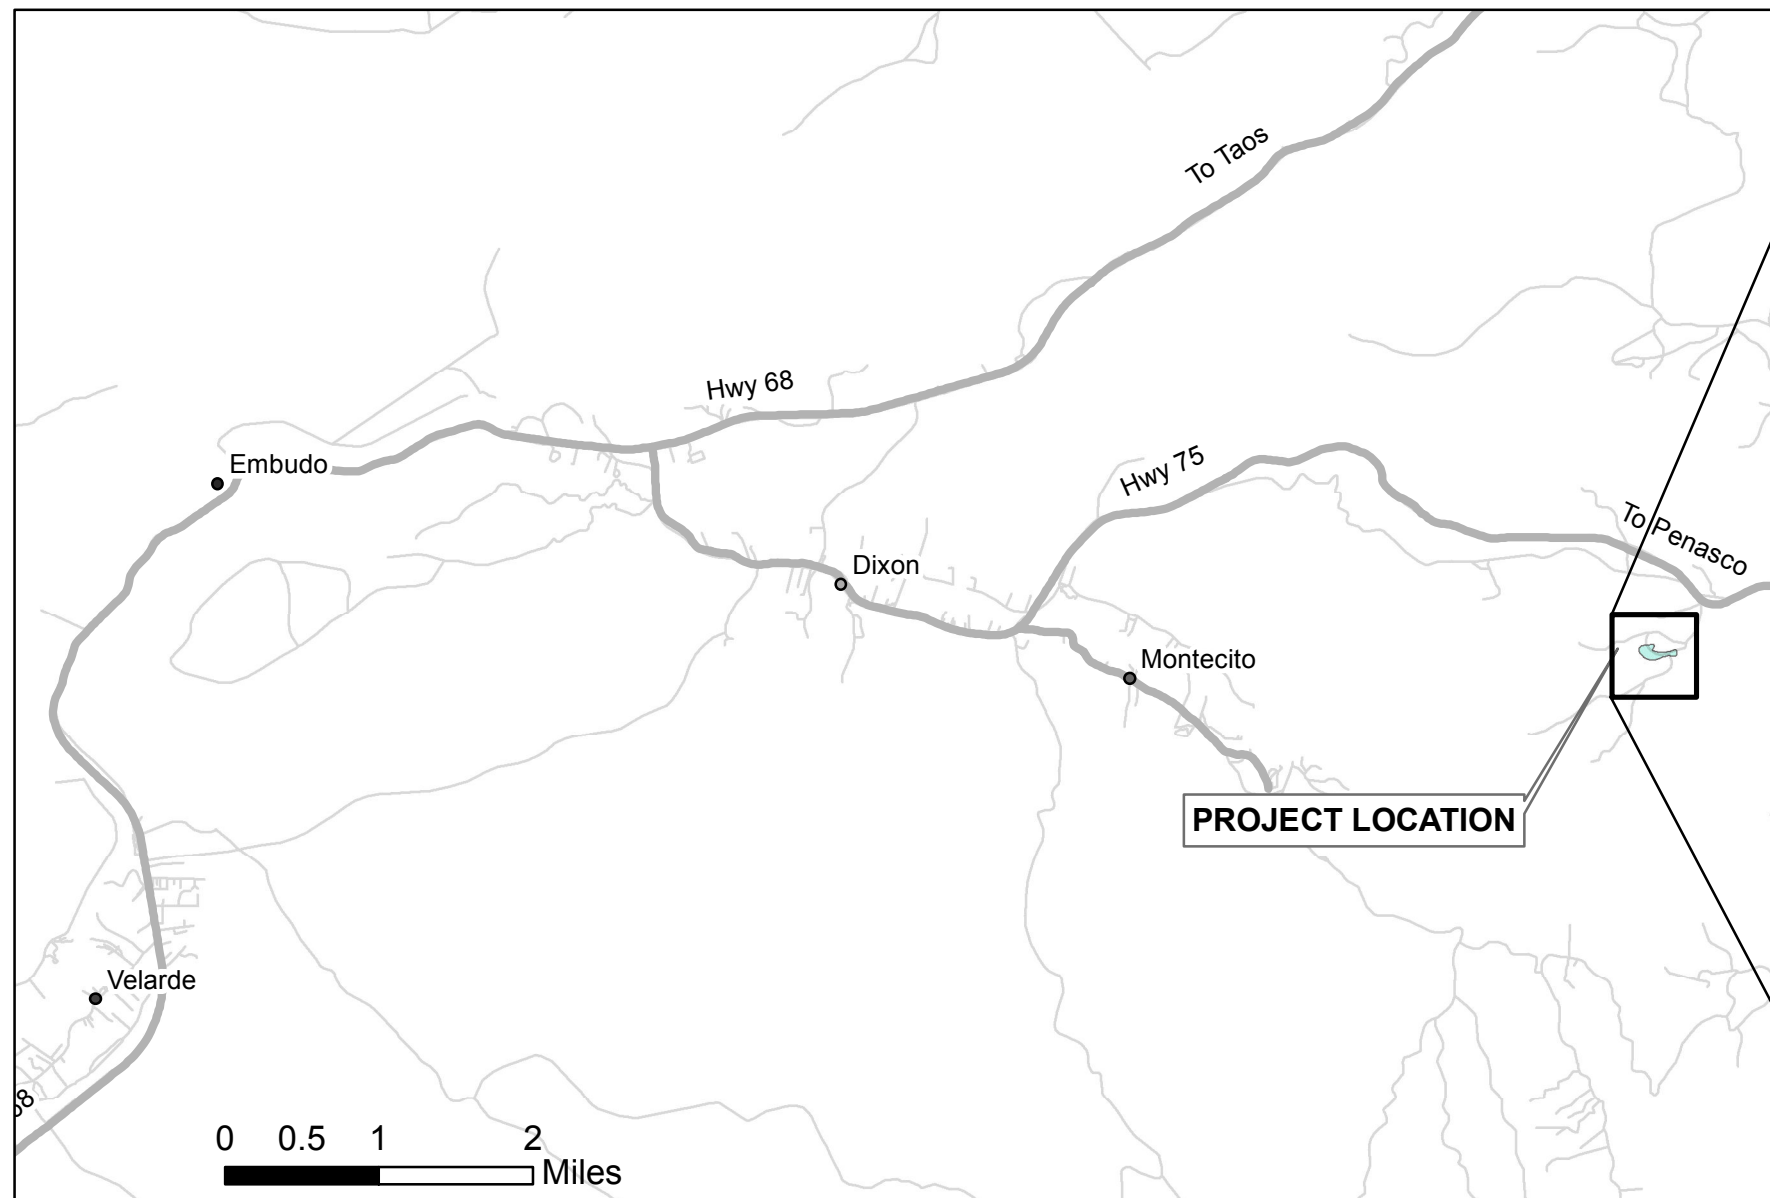 To Taos
Hwy 68
Hwy 75
Embudo
To Penasco
Dixon
Montecito
PROJECT LOCATION
Velarde
68
0 0.5 1 2
Miles